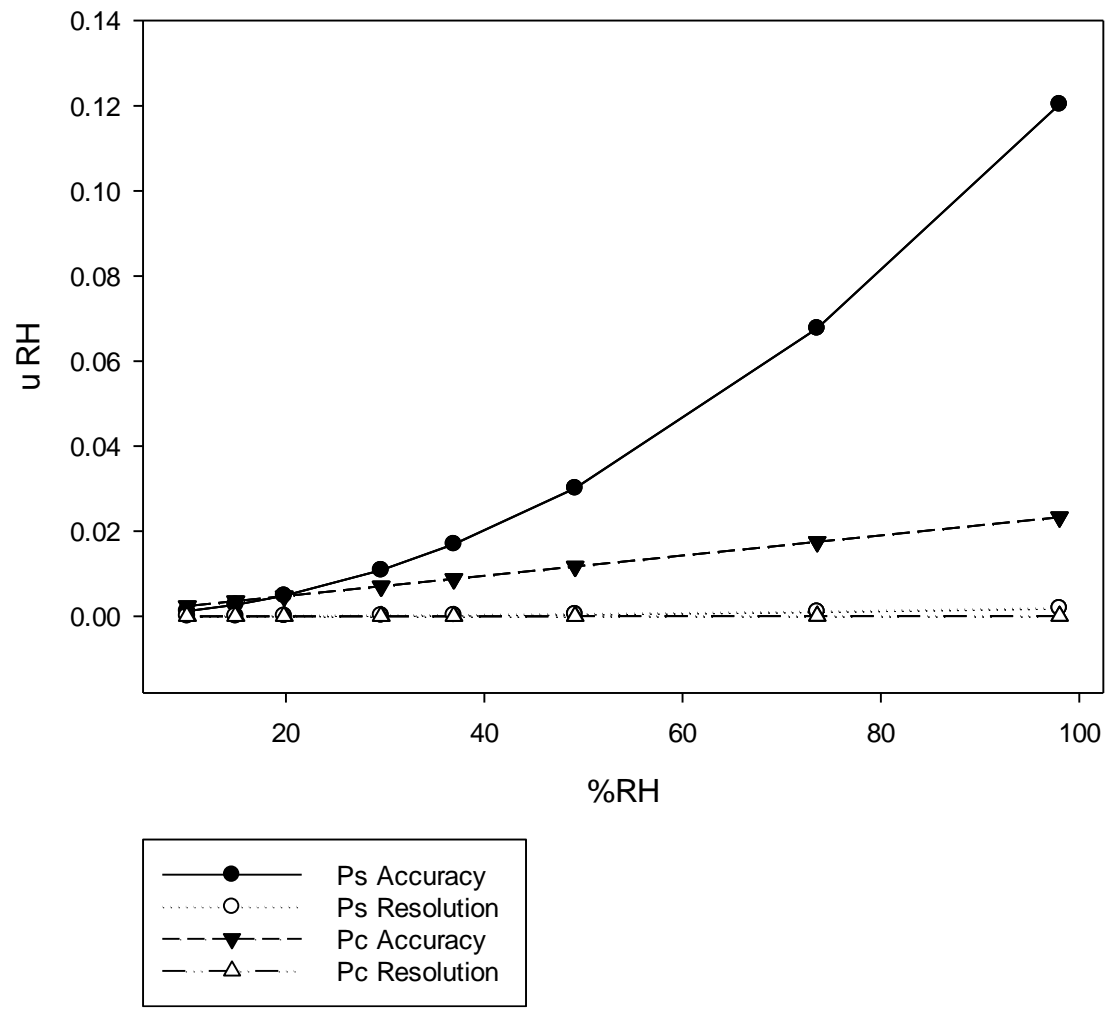 0.14
0.12
0.10
0.08
0.06
0.04
0.02
0.00
u RH
20 40 60 80 100
%RH
Ps Accuracy
Ps Resolution
Pc Accuracy
Pc Resolution